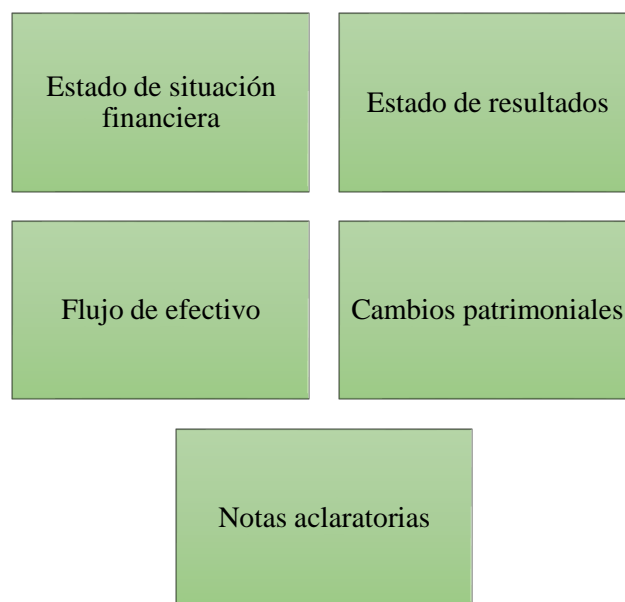 Estado de situación
financiera
Estado de resultados
Flujo de efectivo
Cambios patrimoniales
Notas aclaratorias